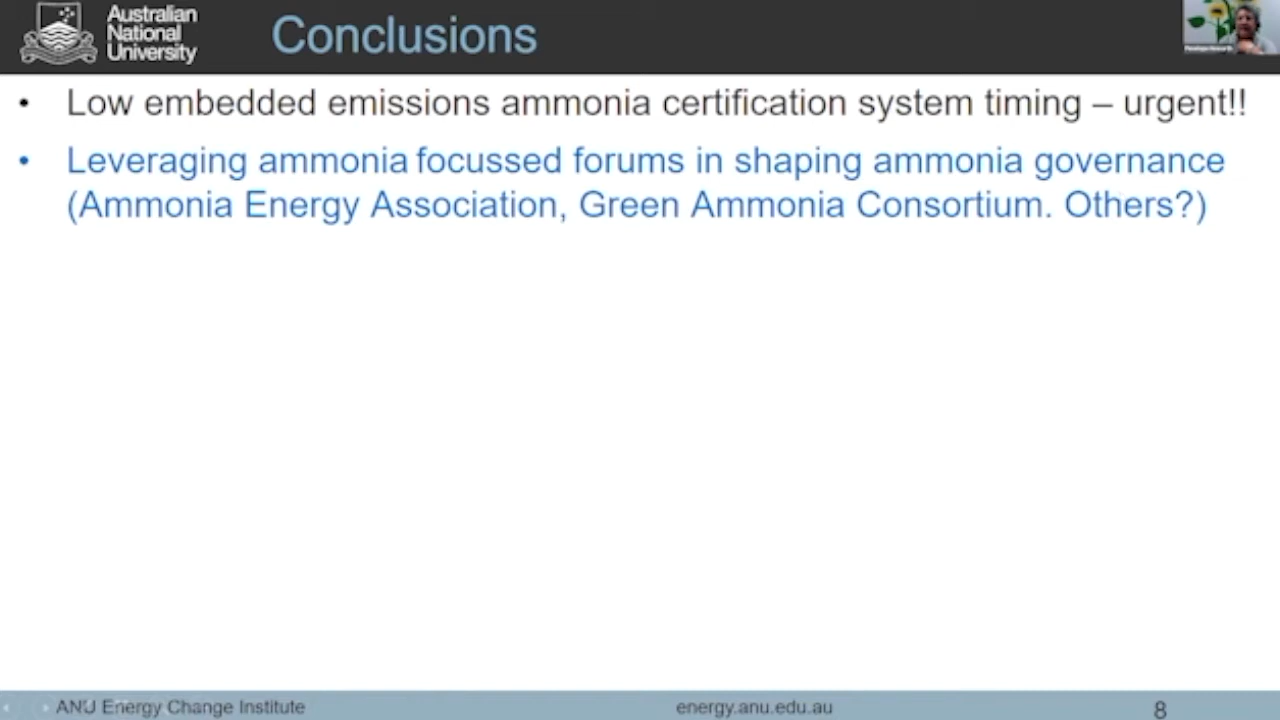 Australian
National
University
Conclusions
• Low embedded emissions ammonia certification system timing – urgent!!
• Leveraging ammonia focussed forums in shaping ammonia governance
(Ammonia Energy Association, Green Ammonia Consortium. Others?)
ANU Energy Change Institute
energy.anu.edu.au
8